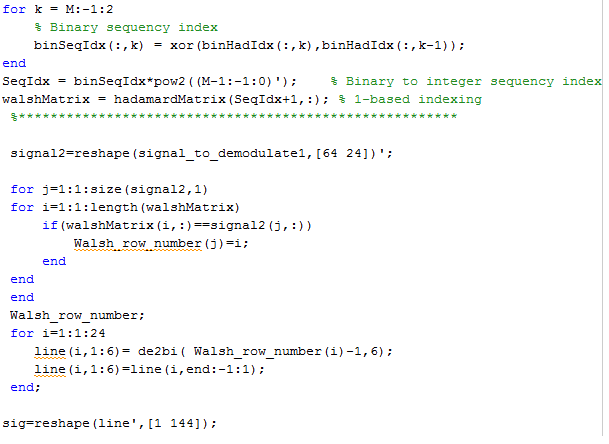 for k = M:-1:2
% Binary sequency index
binSeqIdx(:,k) = xor(binHadIdx(:,k),binHadIdx(:,k-1));
end
SeqIdx = binSeqIdx*pow2((M-1:-1:0)'); % Binary to integer sequency index
walshMatrix = hadamardMatrix(SeqIdx+1,:); % 1-based indexing
%*******************************************************
signal2=reshape(signal_to_demodulate1,[64 24])';
for j=1:1:size(signal2,1)
for i=1:1:length(walshMatrix)
if(walshMatrix(i,:)==signal2(j,:))
Walsh_row_number(j)=i;
end
end
end
Walsh_row_number;
for i=1:1:24
line(i,1:6)= de2bi( Walsh_row_number(i)-1,6);
line(i,1:6)=line(i,end:-1:1);
end;
sig=reshape(line',[1 144]);